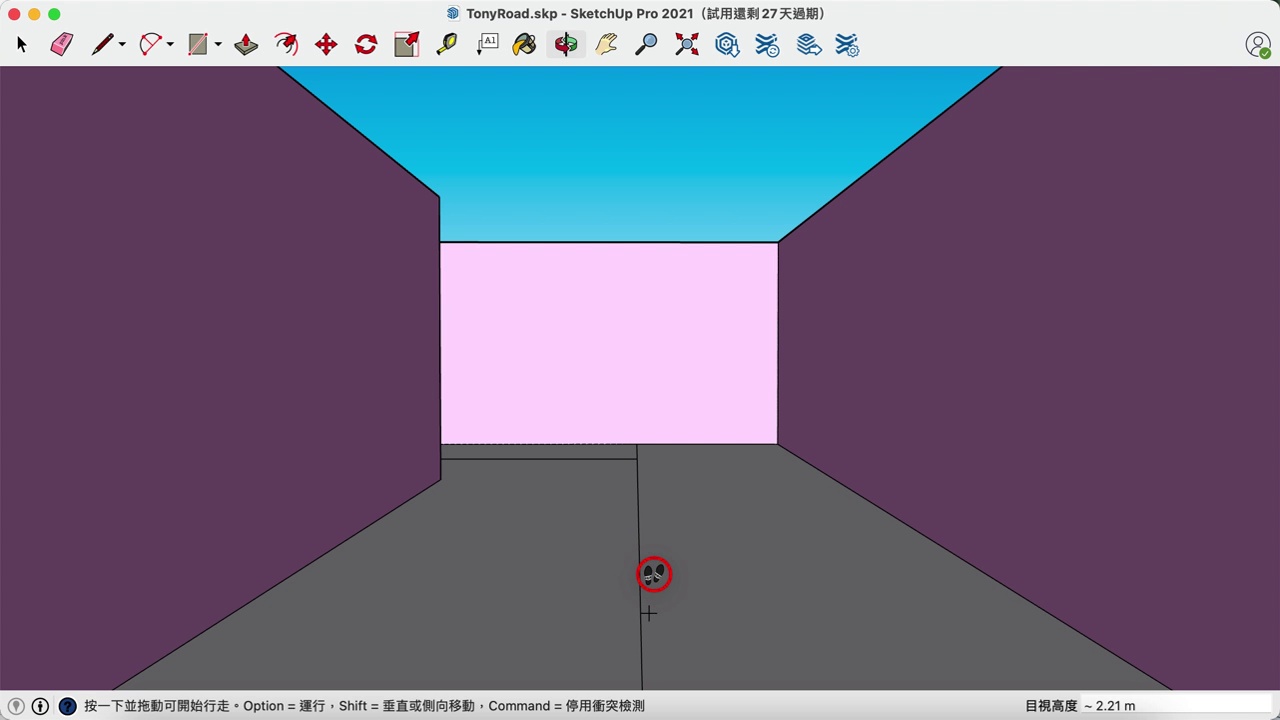 TonyRoad.skp - SketchUp Pro 2021（試用還剩 27 天過期）
A1
按一下並拖動可開始行走。Option = 運行，Shift = 垂直或側向移動，Command = 停用衝突檢測
目視高度 ~ 2.21 m